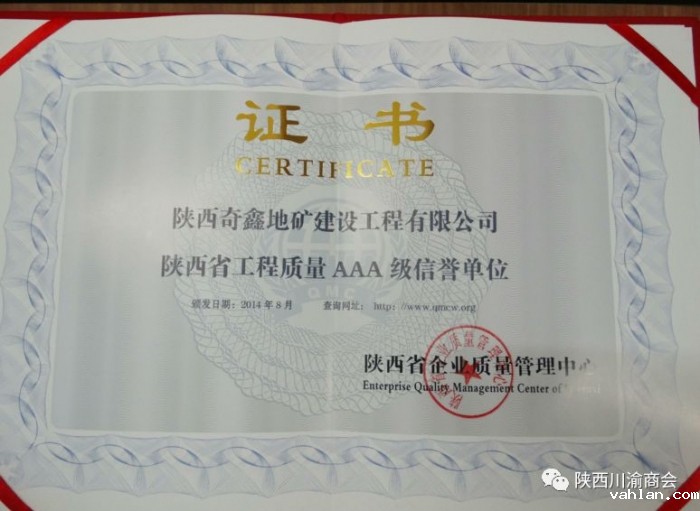 证书
CERTIFICATE
陕西奇鑫地矿建设工程有限公司
陕西省工程质量AAA级信誉单位
QMC
颁发日期：2014年8月 查询网址： http：//www.qmcw.org
陕西省企业质量管理中心
Enterprise Quality Management Center of
陕西川渝商会
vahlan.com